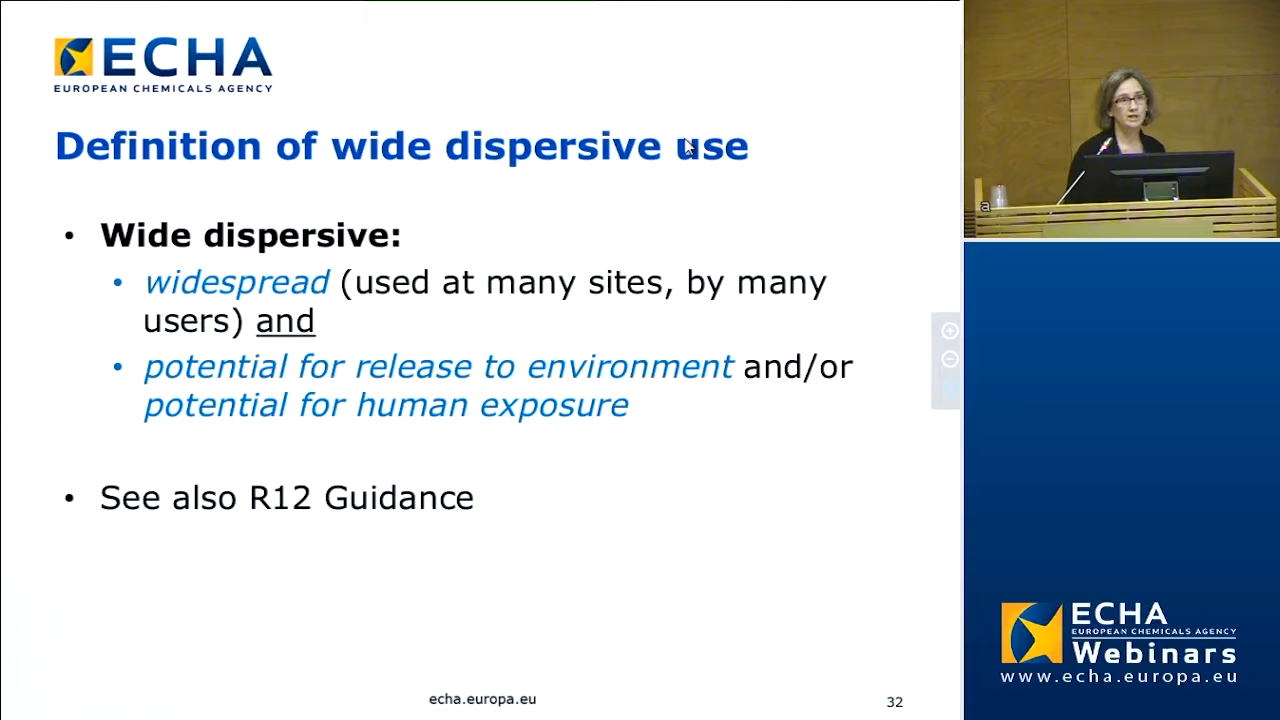 ECHA
EUROPEAN CHEMICALS AGENCY
Definition of wide dispersive use
• Wide dispersive:
• widespread (used at many sites, by many
users) and
• potential for release to environment and/or
potential for human exposure
• See also R12 Guidance
echa.europa.eu
32
a
ECHA
EUROPEAN CHEMICALS AGENCY
Webinars
www.echa.europa.eu